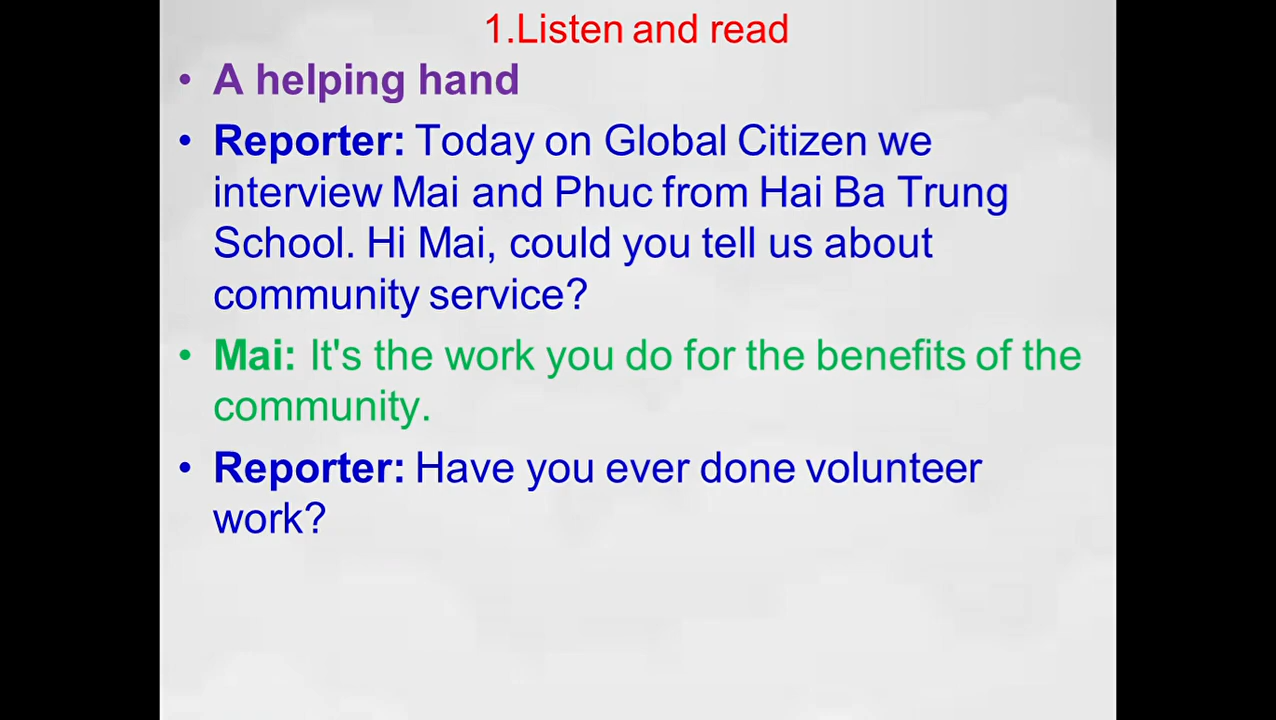 1.Listen and read
• A helping hand
• Reporter: Today on Global Citizen we
interview Mai and Phuc from Hai Ba Trung
School. Hi Mai, could you tell us about
community service?
• Mai: It's the work you do for the benefits of the
community.
• Reporter: Have you ever done volunteer
work?